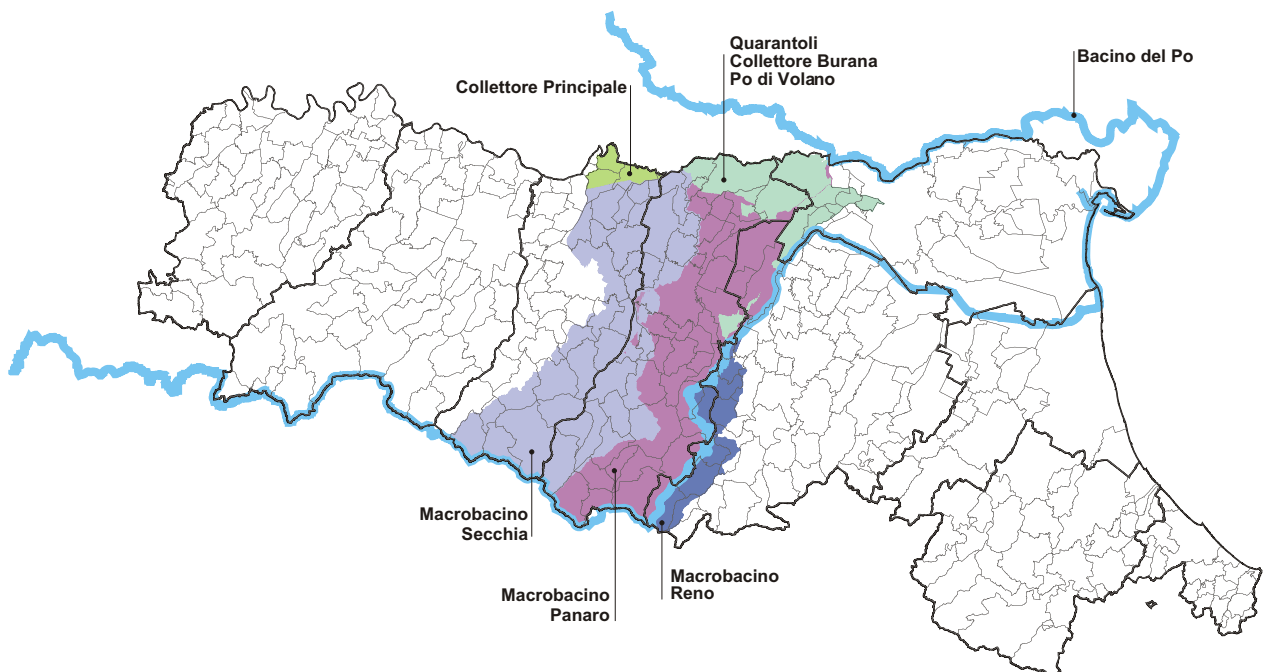 Quarantoli
Collettore Burana
Po di Volano
Bacino del Po
Collettore Principale
Macrobacino
Secchia
Macrobacino
Panaro
Macrobacino
Reno